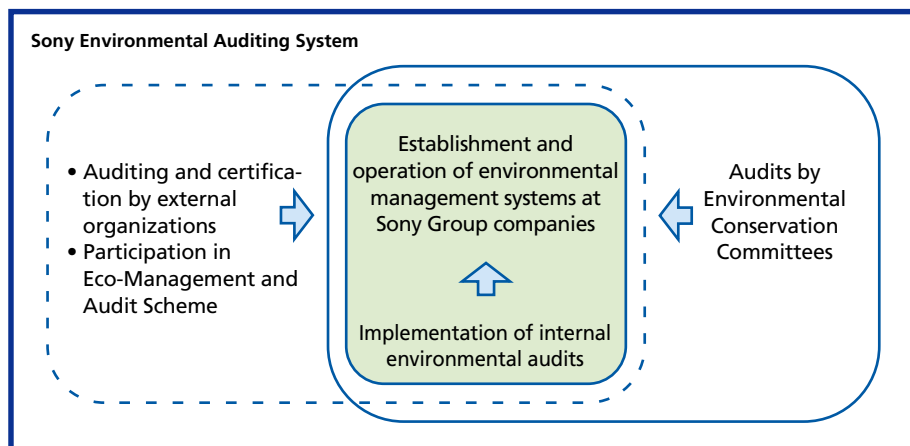 Sony Environmental Auditing System
• Auditing and certifica-
tion by external
organizations
• Participation in
Eco-Management and
Audit Scheme
Establishment and
operation of environmental
management systems at
Sony Group companies
Implementation of internal
environmental audits
Audits by
Environmental
Conservation
Committees